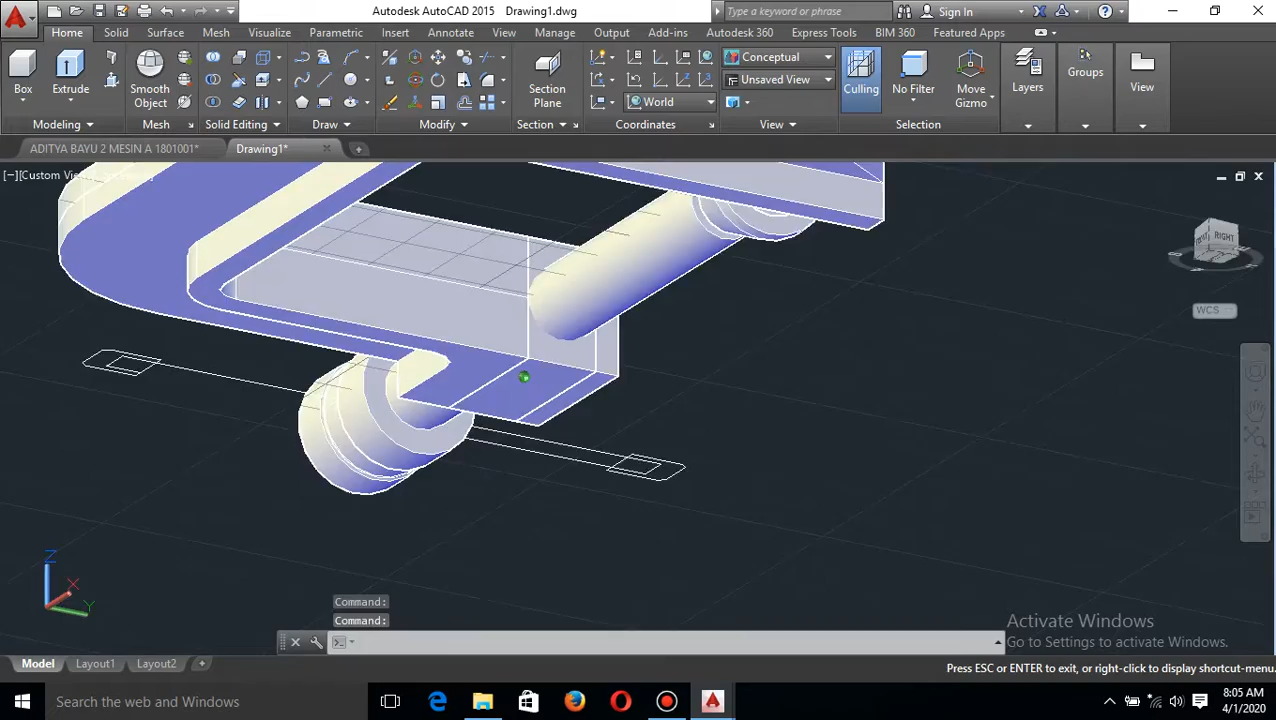 Autodesk AutoCAD 2015 Drawing1.dwg
Type a keyword or phrase
Sign In
Home Solid Surface Mesh Visualize Parametric Insert Annotate View Manage Output Add-ins Autodesk 360 Express Tools BIM 360 Featured Apps
Conceptual
Unsaved View
World
Box
Extrude
Smooth Object
Section Plane
Culling
No Filter
Move Gizmo
Layers
Groups
View
Modeling
Mesh
Solid Editing
Draw
Modify
Section
Coordinates
View
Selection
ADITYA BAYU 2 MESIN A 1801001*
Drawing1*
[−][Custom View]
RIGHT
WCS
Z
X
Y
Command:
Command:
Activate Windows
Go to Settings to activate Windows.
Model
Layout1
Layout2
Press ESC or ENTER to exit, or right-click to display shortcut-menu.
Search the web and Windows
8:05 AM
4/1/2020